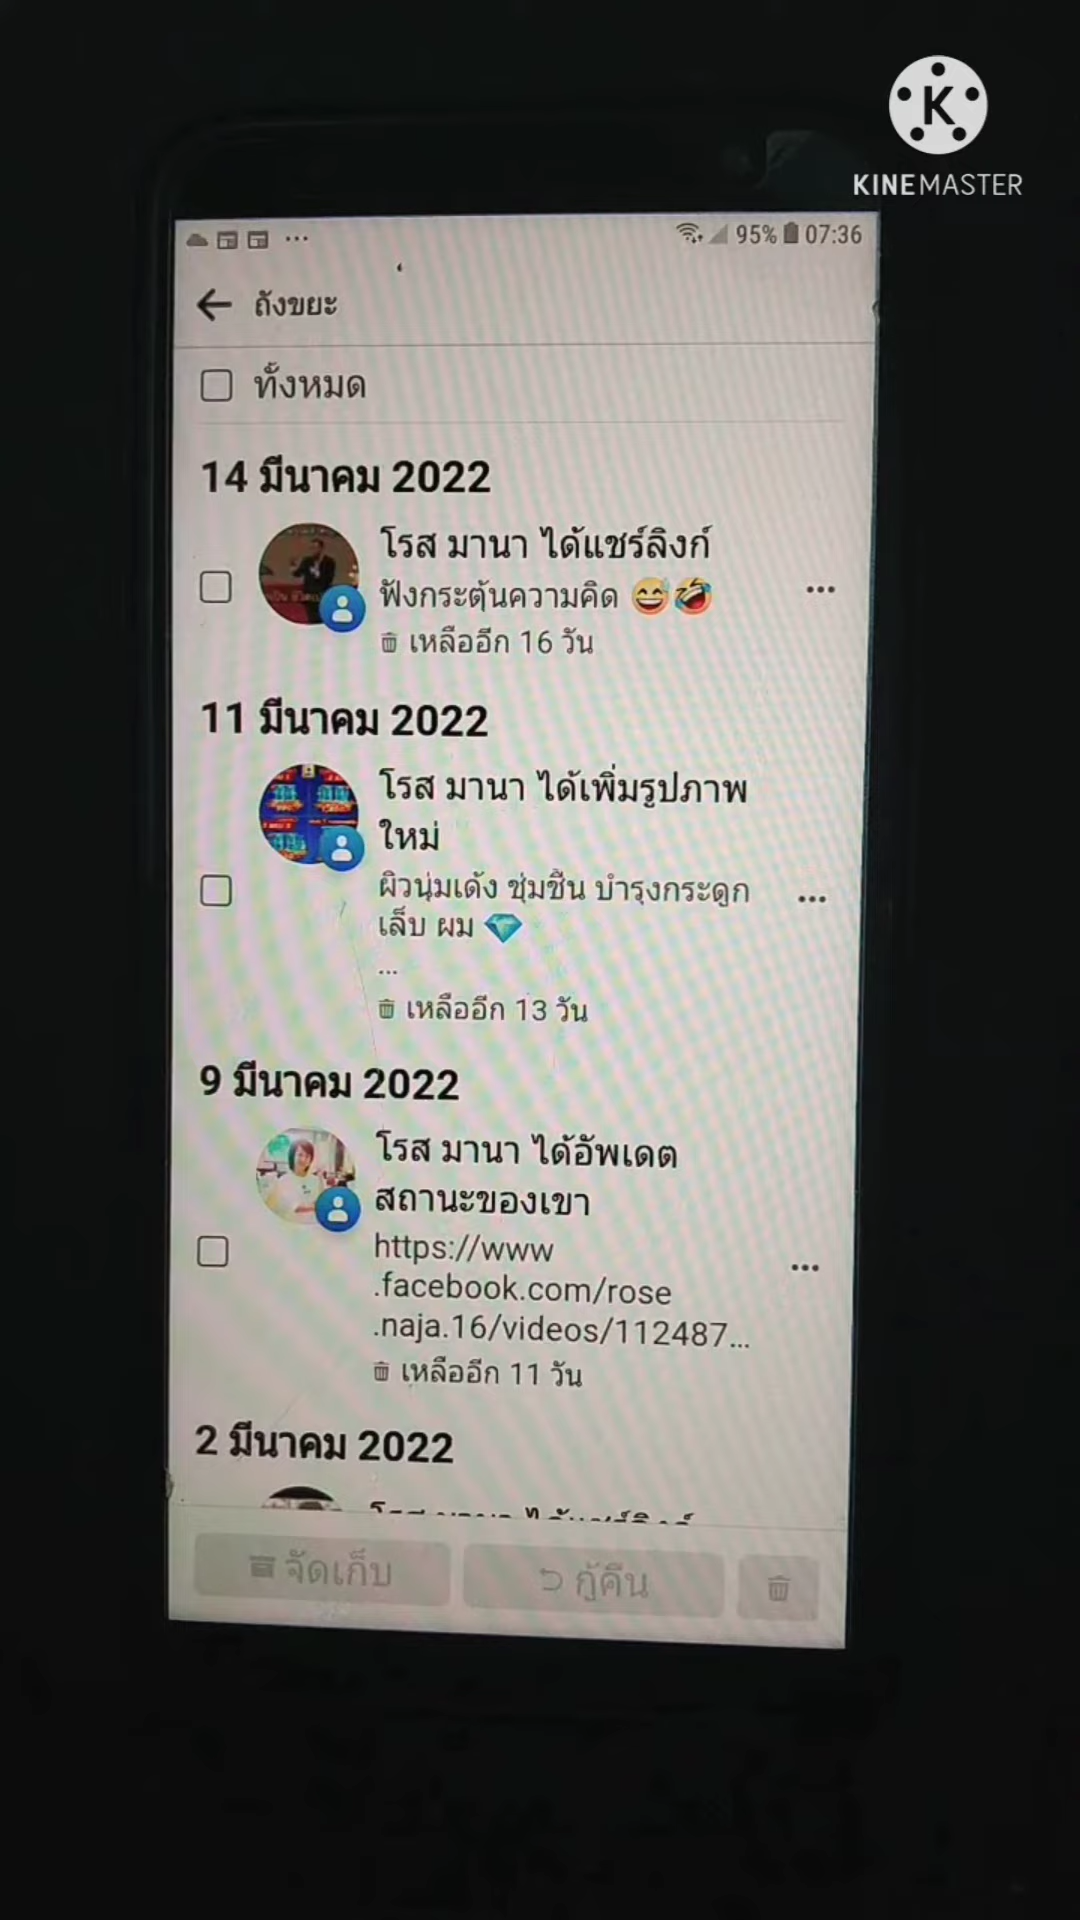 K
KINEMASTER
95% 07:36
ถังขยะ
ทั้งหมด
14 มีนาคม 2022
โรส มานา ได้แชร์ลิงก์
ฟังกระตุ้นความคิด 😅🤣
เหลืออีก 16 วัน
11 มีนาคม 2022
โรส มานา ได้เพิ่มรูปภาพ
ใหม่
ผิวนุ่มเด้ง ชุ่มชื้น บำรุงกระดูก
เล็บ ผม 💎
...
เหลืออีก 13 วัน
9 มีนาคม 2022
โรส มานา ได้อัพเดต
สถานะของเขา
https://www
.facebook.com/rose
.naja.16/videos/112487...
เหลืออีก 11 วัน
2 มีนาคม 2022
จัดเก็บ
กู้คืน